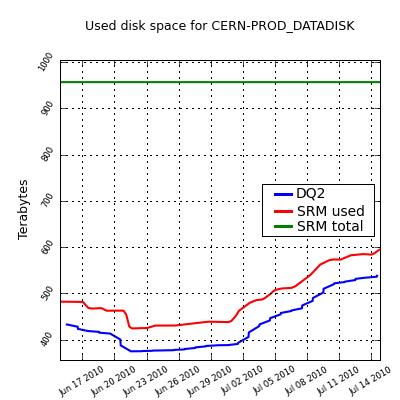 Used disk space for CERN-PROD_DATADISK
Terabytes
1000
900
800
700
600
500
400
DQ2
SRM used
SRM total
Jun 17 2010
Jun 20 2010
Jun 23 2010
Jun 26 2010
Jun 29 2010
Jul 02 2010
Jul 05 2010
Jul 08 2010
Jul 11 2010
Jul 14 2010